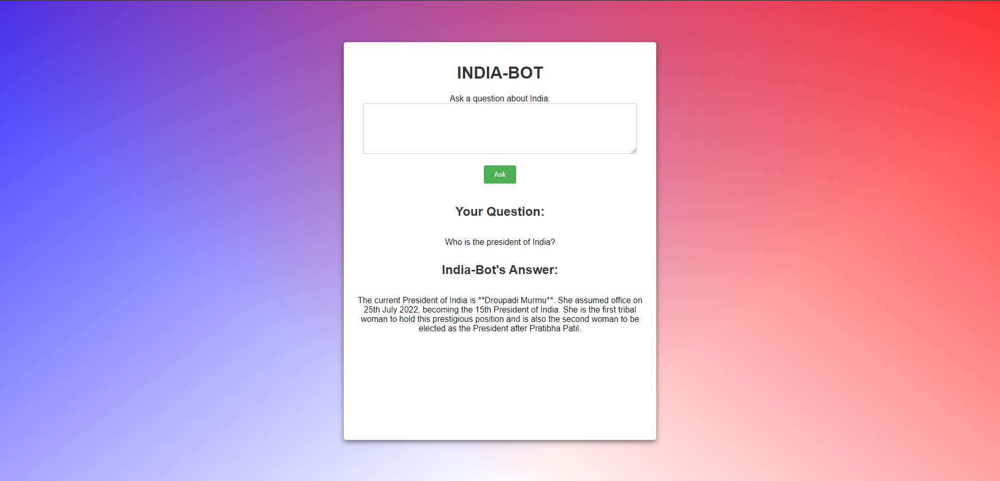 INDIA-BOT
Ask a question about India:
Ask
Your Question:
Who is the president of India?
India-Bot's Answer:
The current President of India is **Droupadi Murmu**. She assumed office on
25th July 2022, becoming the 15th President of India. She is the first tribal
woman to hold this prestigious position and is also the second woman to be
elected as the President after Pratibha Patil.